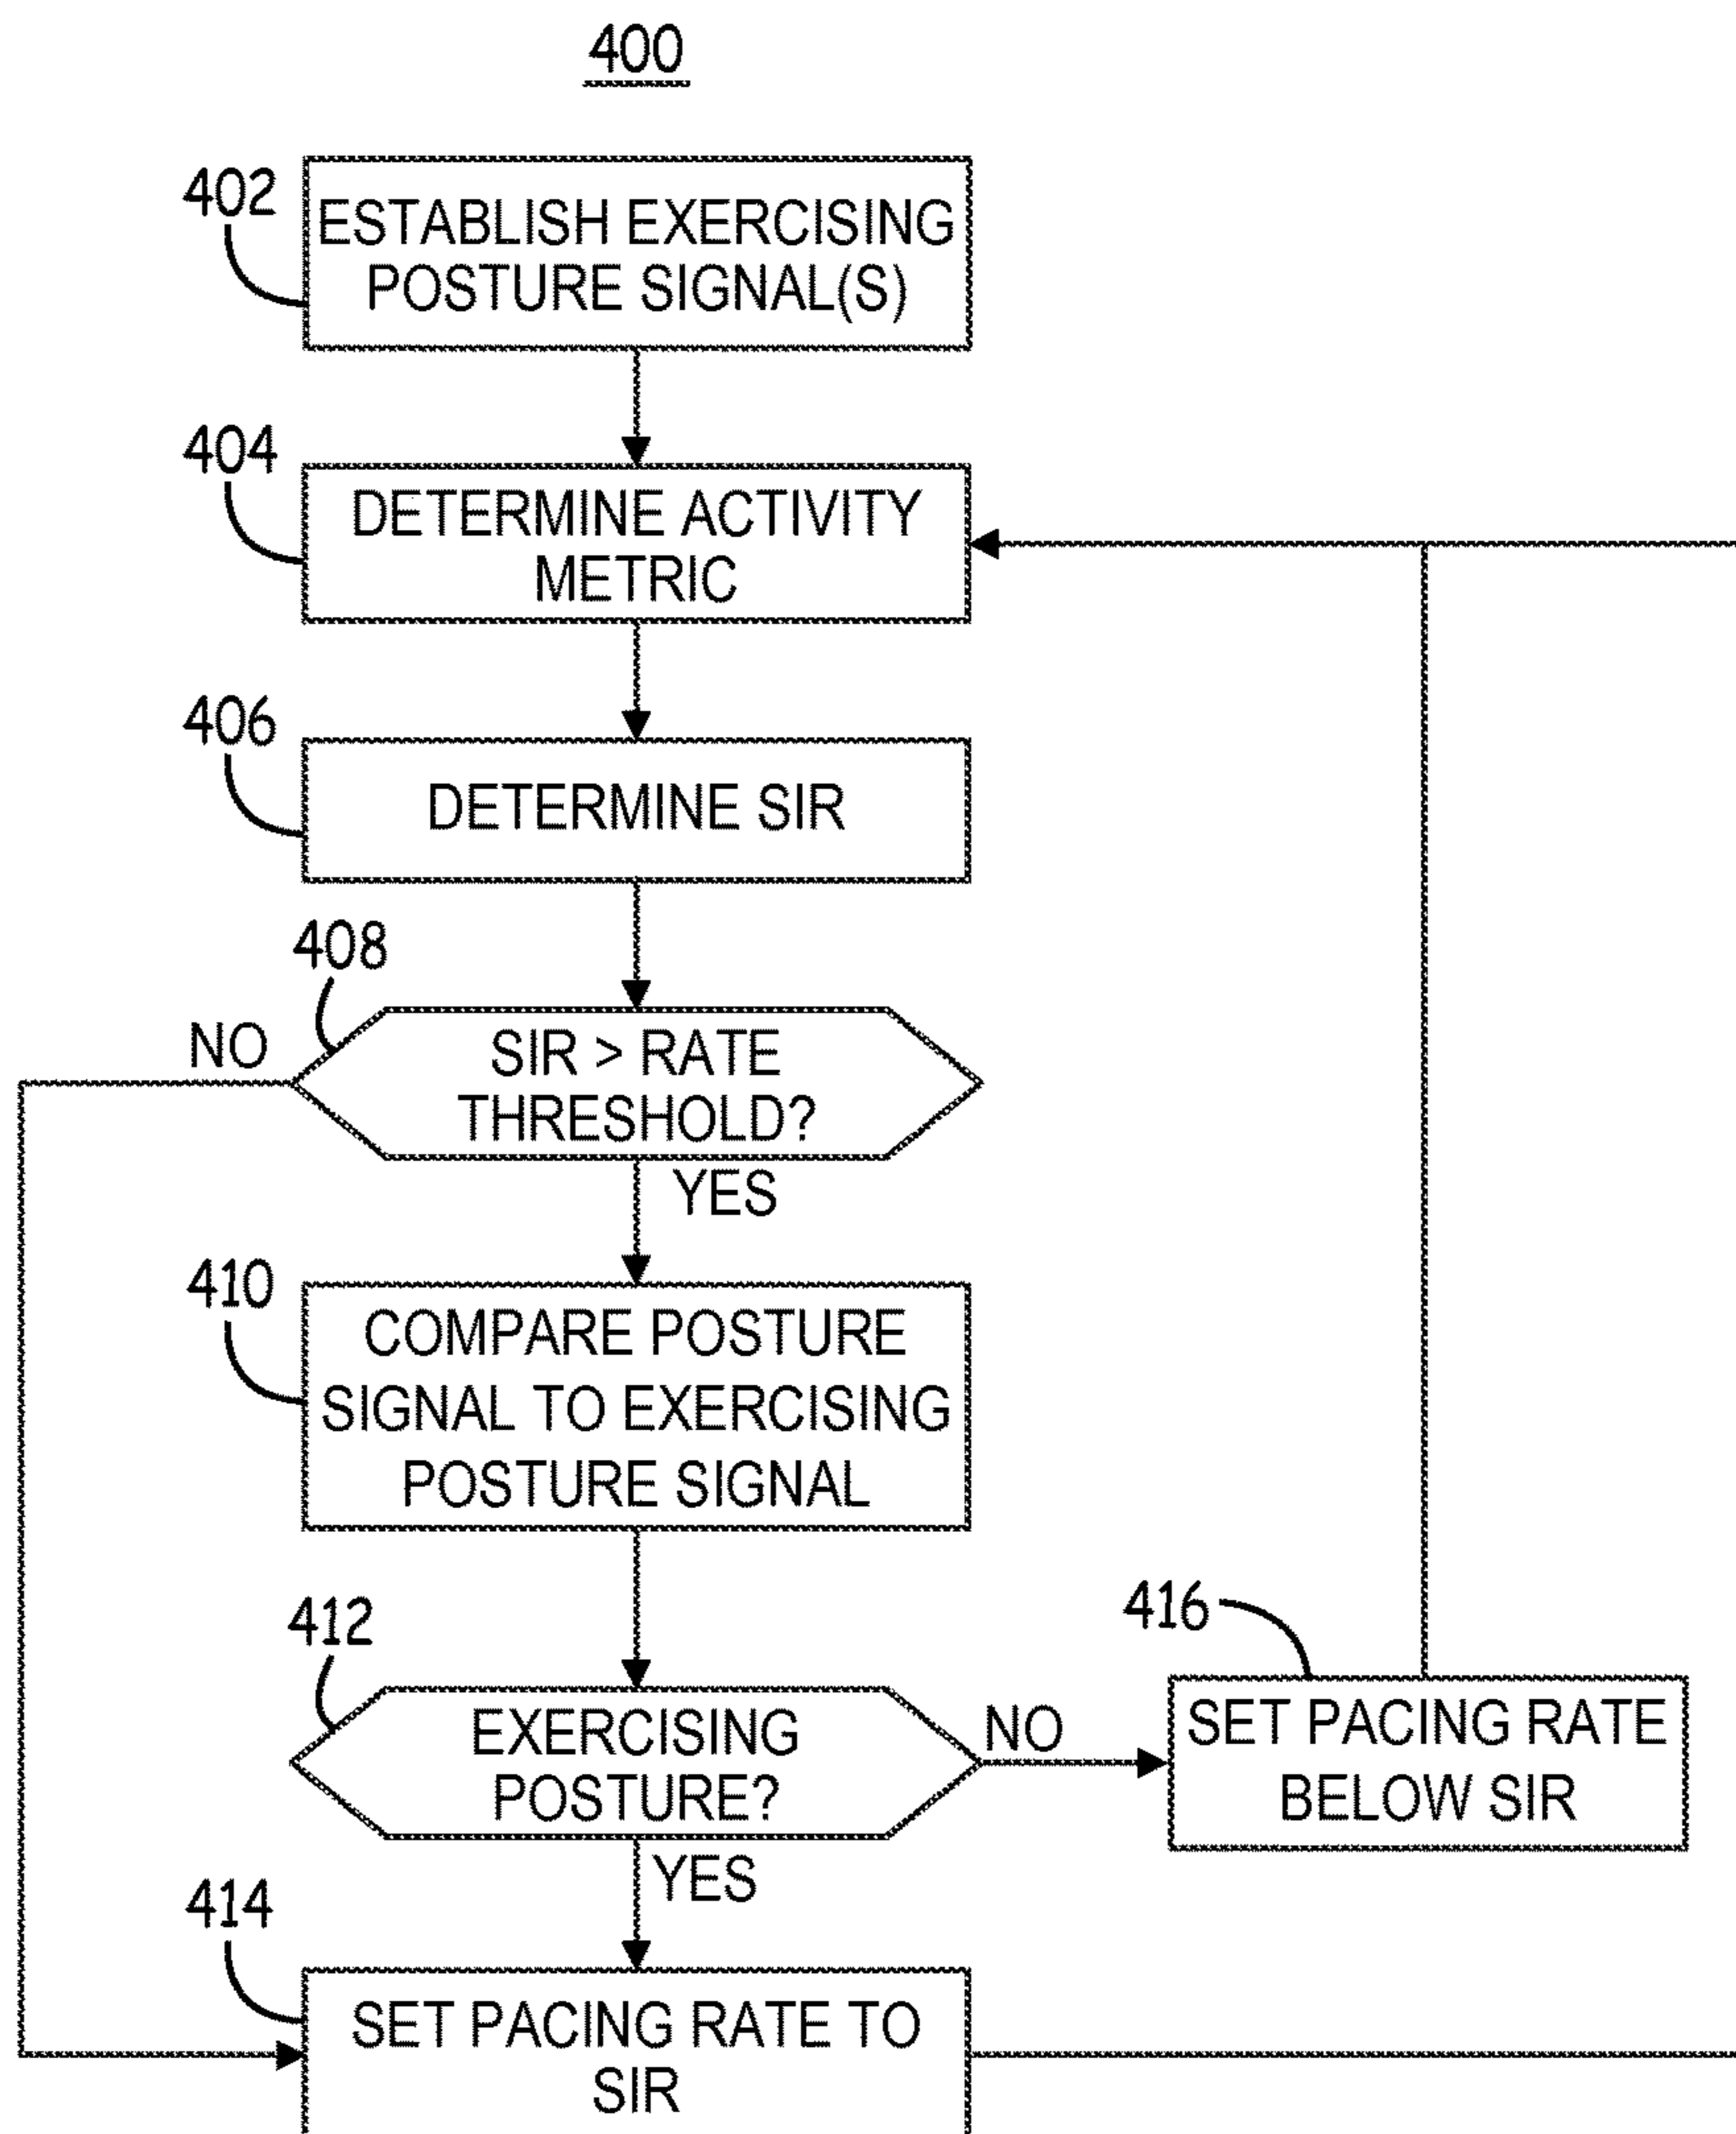 400
402
ESTABLISH EXERCISING
POSTURE SIGNAL(S)
404
DETERMINE ACTIVITY
METRIC
406
DETERMINE SIR
408
NO
SIR > RATE
THRESHOLD?
YES
410
COMPARE POSTURE
SIGNAL TO EXERCISING
POSTURE SIGNAL
412
EXERCISING
POSTURE?
NO
416
SET PACING RATE
BELOW SIR
YES
414
SET PACING RATE TO
SIR